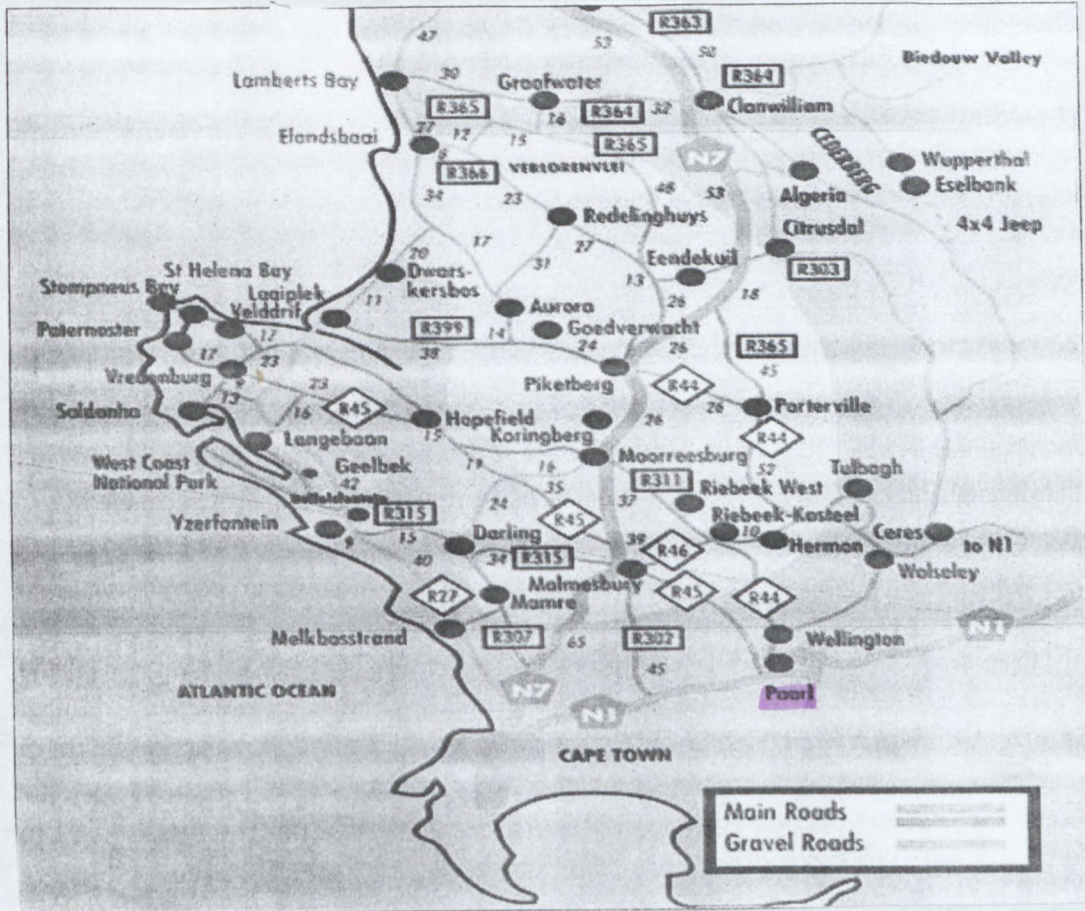 R363
47
53
58
Biedouw Valley
Lamberts Bay
30
Graafwater
R364
Clanwilliam
R365
R364
32
27
12
14
15
R365
Elandsbaai
R366
VERLORENVLEI
N7
CEDERBERG
Wupperthal
Eselbank
Algeria
34
23
48
53
Redelinghuys
Citrusdal
4x4 Jeep
17
27
20
31
Eendekuil
R303
St Helena Bay
Dwars-
kersbos
13
Stompneus Bay
Laaiplek
11
26
18
Velddrif
Aurora
Paternoster
17
R399
14
Goedverwacht
R365
38
24
26
17
23
45
Vredenburg
Piketberg
R44
23
13
16
R45
26
Porterville
Saldanha
Hopefield
26
R44
Langebaan
15
Koringberg
Moorreesburg
West Coast
National Park
Geelbek
19
16
52
Tulbagh
42
35
R311
Riebeek West
24
37
R315
R45
Riebeek-Kasteel
Yzerfontein
Ceres
to N1
15
Darling
39
R46
10
Hermon
40
34
R315
Wolseley
Malmesbury
R27
Mamre
R45
R44
Melkbosstrand
R307
65
R302
Wellington
N1
45
ATLANTIC OCEAN
N7
Paarl
N1
CAPE TOWN
Main Roads
Gravel Roads